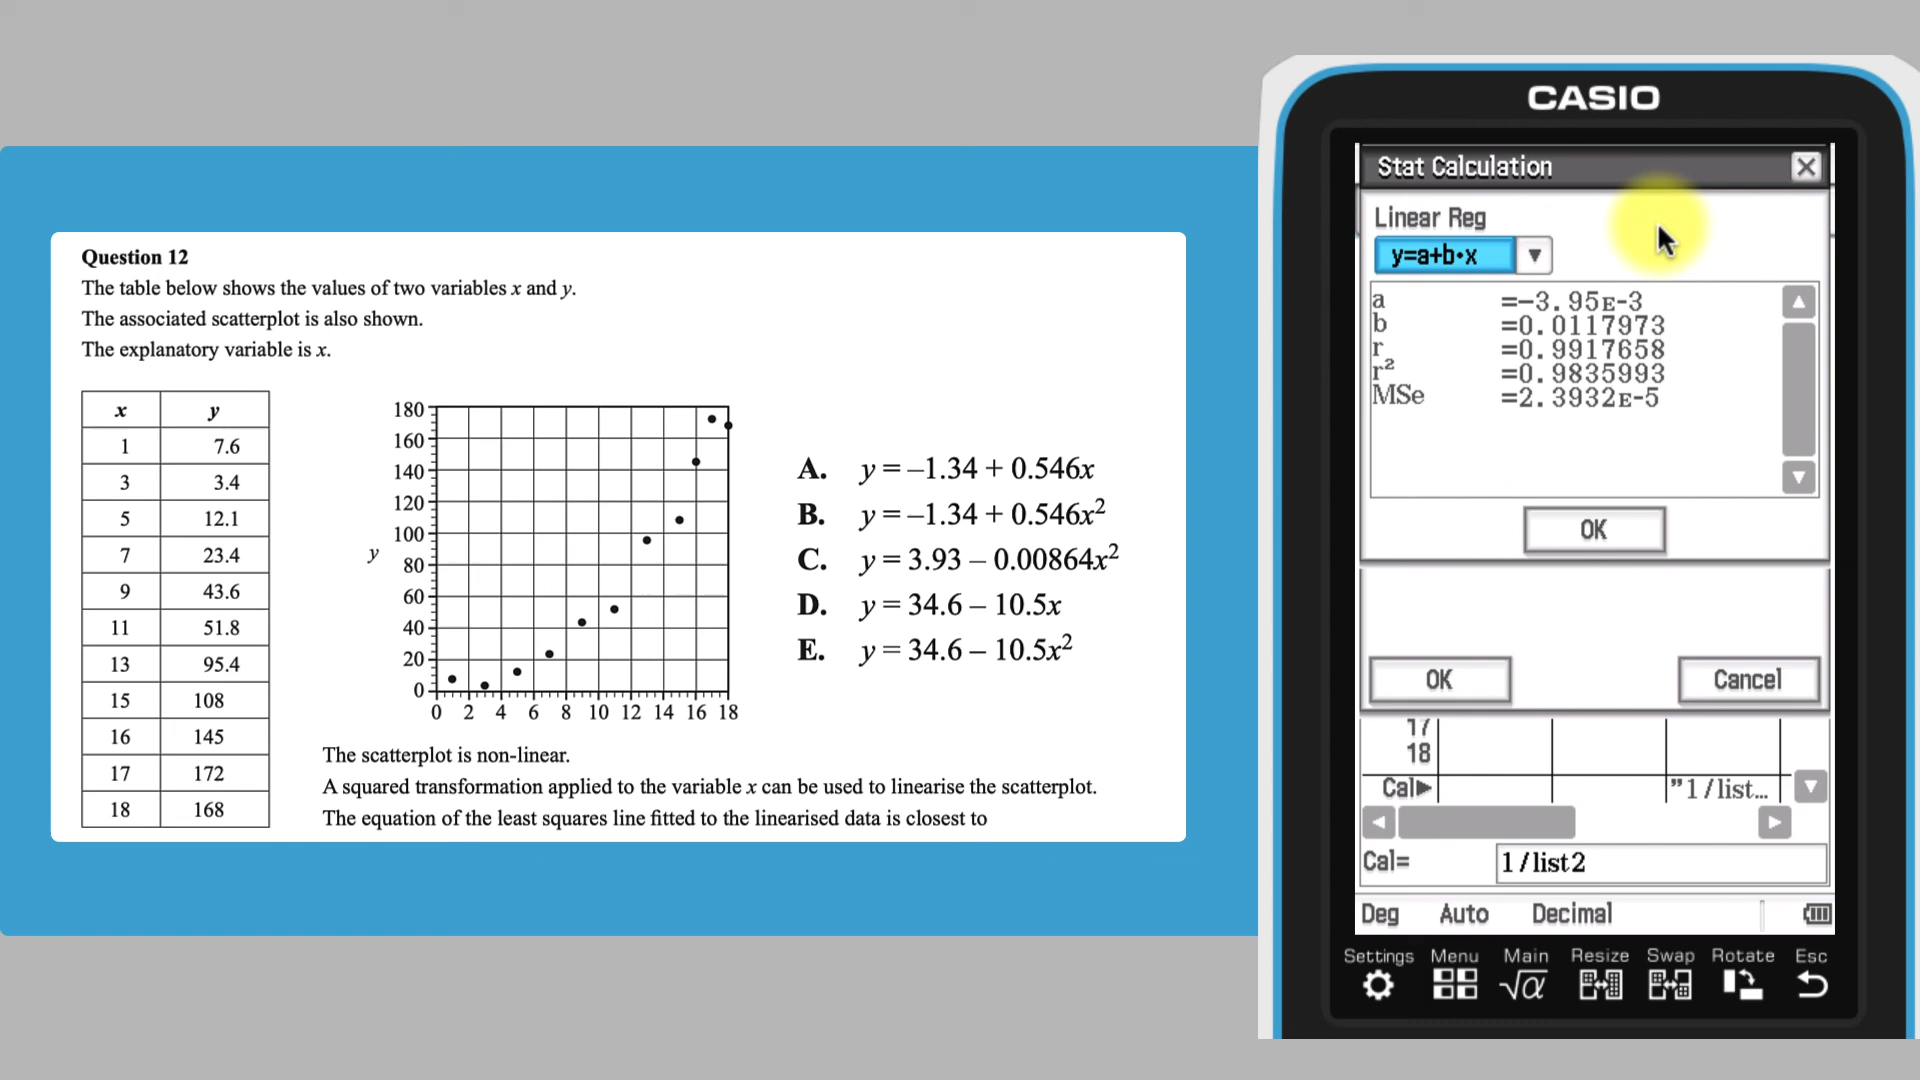 Question 12
The table below shows the values of two variables x and y.
The associated scatterplot is also shown.
The explanatory variable is x.
x y
1 7.6
3 3.4
5 12.1
7 23.4
9 43.6
11 51.8
13 95.4
15 108
16 145
17 172
18 168
180
160
140
120
100
80
60
40
20
0
y
0 2 4 6 8 10 12 14 16 18
A. y = –1.34 + 0.546x
B. y = –1.34 + 0.546x²
C. y = 3.93 – 0.00864x²
D. y = 34.6 – 10.5x
E. y = 34.6 – 10.5x²
The scatterplot is non-linear.
A squared transformation applied to the variable x can be used to linearise the scatterplot.
The equation of the least squares line fitted to the linearised data is closest to
CASIO
Stat Calculation
Linear Reg
y=a+b•x
a =−3.95E-3
b =0.0117973
r =0.9917658
r² =0.9835993
MSe =2.3932E-5
OK
OK Cancel
17
18
Cal▶ "1/list...
Cal= 1/list2
Deg Auto Decimal
Settings Menu Main Resize Swap Rotate Esc
√α